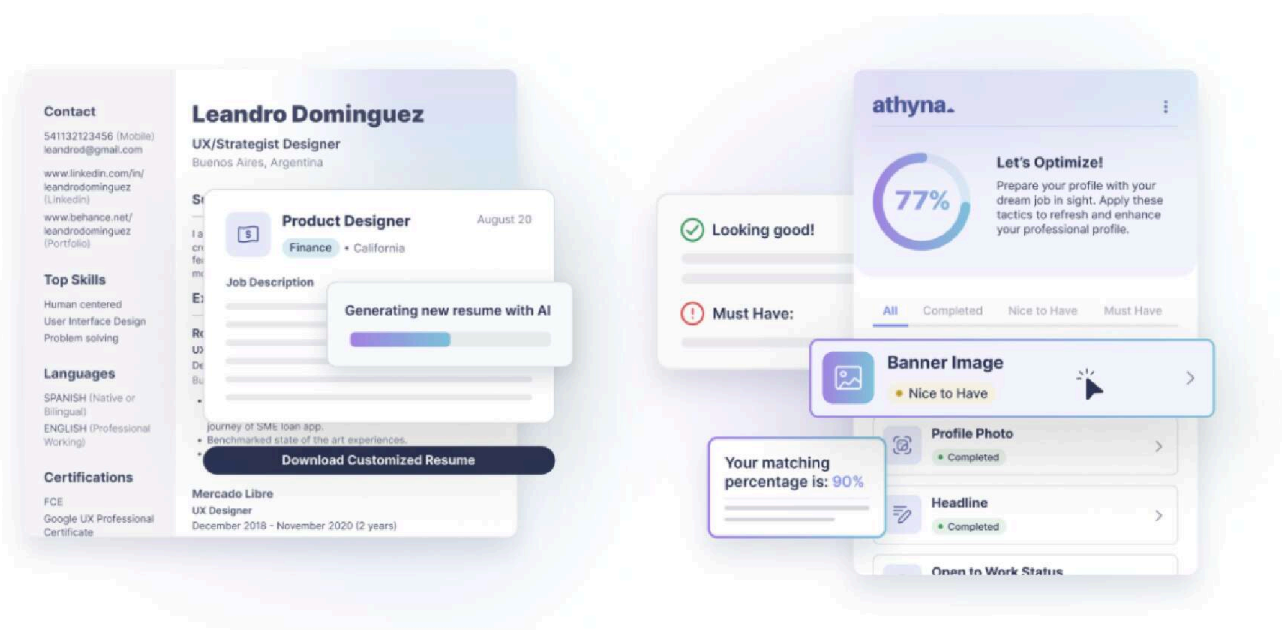 Contact
541132123456 (Mobile)
leandrod@gmail.com
www.linkedin.com/in/
leandrodominguez
(Linkedin)
www.behance.net/
leandrodominguez
(Portfolio)
Top Skills
Human centered
User Interface Design
Problem solving
Languages
SPANISH (Native or
Bilingual)
ENGLISH (Professional
Working)
Certifications
FCE
Google UX Professional
Certificate
Leandro Dominguez
UX/Strategist Designer
Buenos Aires, Argentina
Product Designer
August 20
Finance • California
Job Description
Generating new resume with AI
journey of SME loan app.
• Benchmarked state of the art experiences.
Download Customized Resume
Mercado Libre
UX Designer
December 2018 - November 2020 (2 years)
Looking good!
Must Have:
athyna.
77%
Let's Optimize!
Prepare your profile with your
dream job in sight. Apply these
tactics to refresh and enhance
your professional profile.
All Completed Nice to Have Must Have
Banner Image
• Nice to Have
Profile Photo
• Completed
Your matching
percentage is: 90%
Headline
• Completed
Open to Work Status